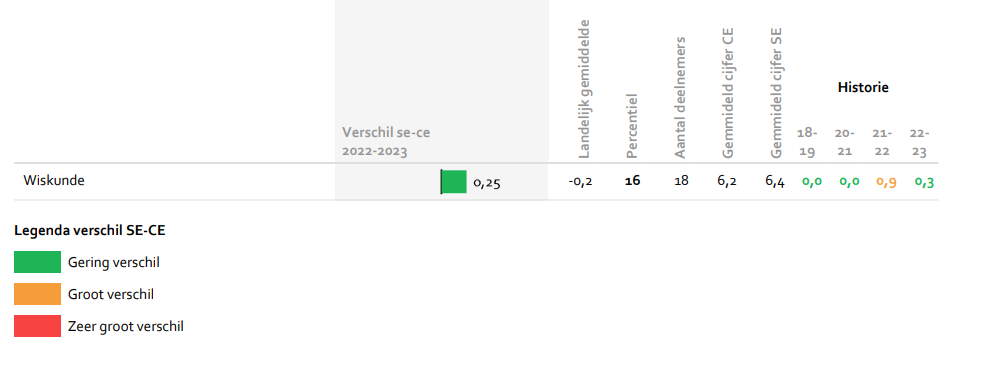 Landelijk gemiddelde
Percentiel
Aantal deelnemers
Gemmideld cijfer CE
Gemmideld cijfer SE
Historie
Verschil se-ce
2022-2023
18-
19
20-
21
21-
22
22-
23
Wiskunde 0,25 -0,2 16 18 6,2 6,4 0,0 0,0 0,9 0,3
Legenda verschil SE-CE
Gering verschil
Groot verschil
Zeer groot verschil